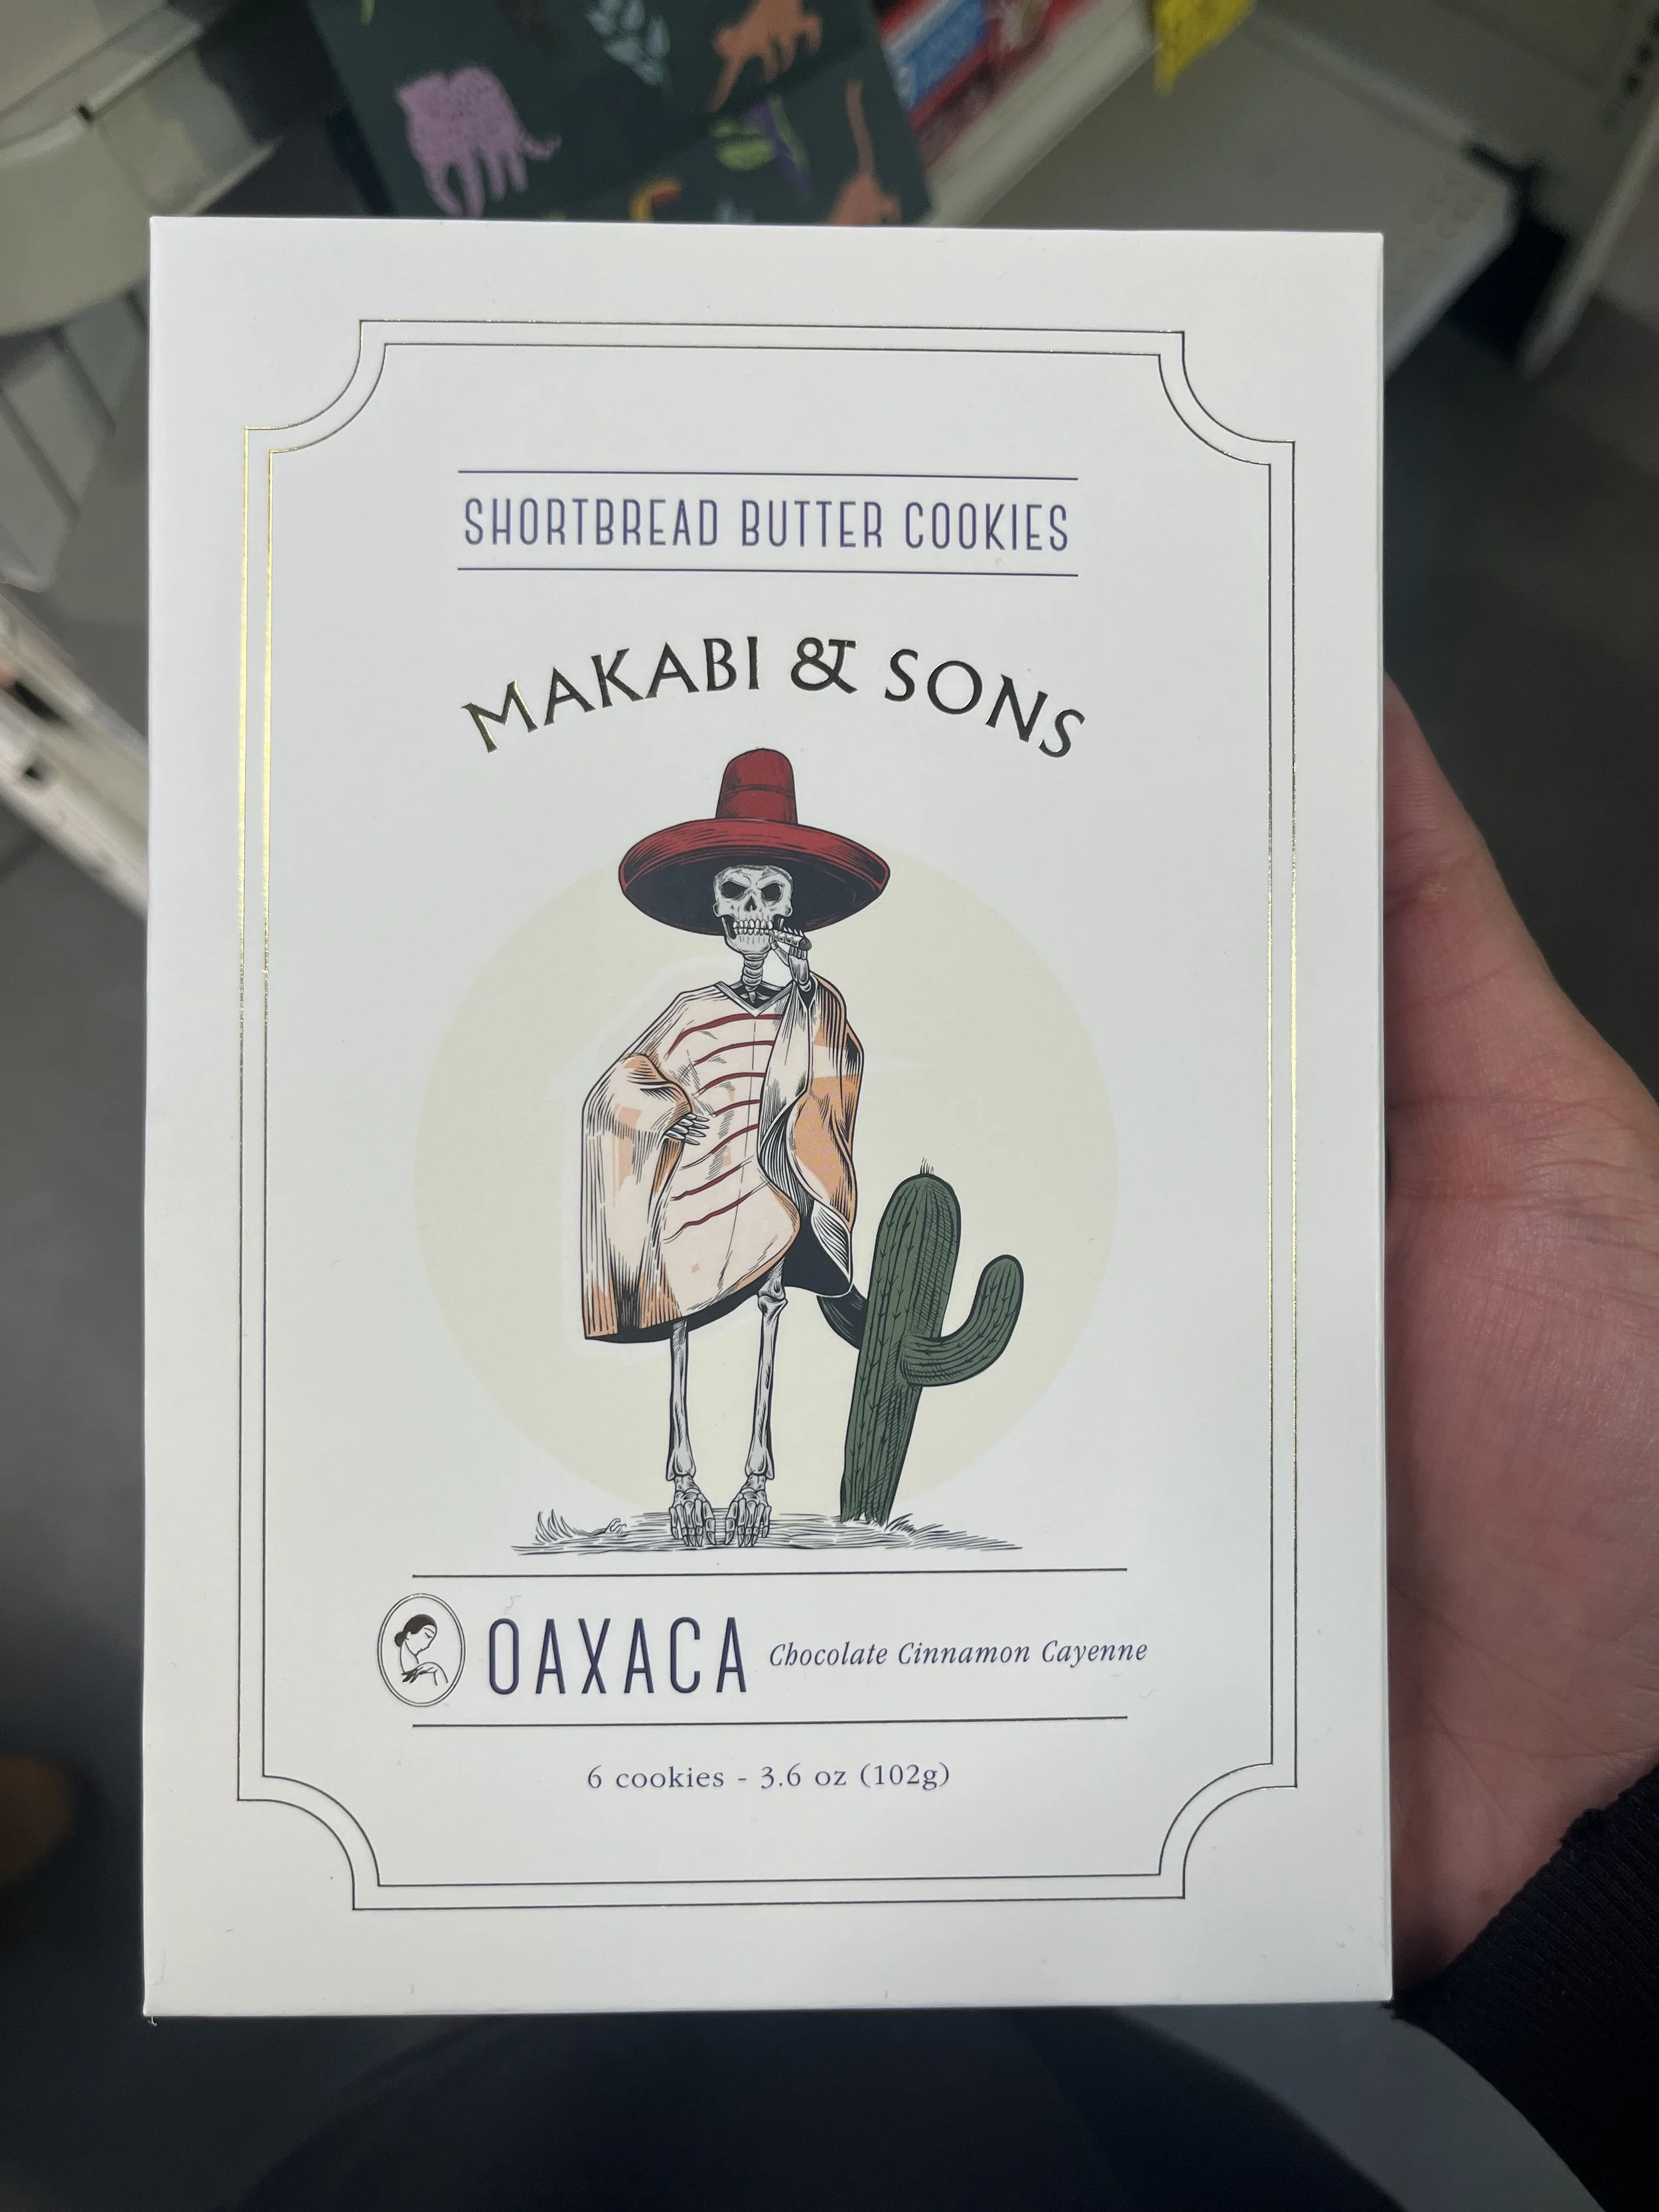 SHORTBREAD BUTTER COOKIES
MAKABI & SONS
OAXACA Chocolate Cinnamon Cayenne
6 cookies - 3.6 oz (102g)